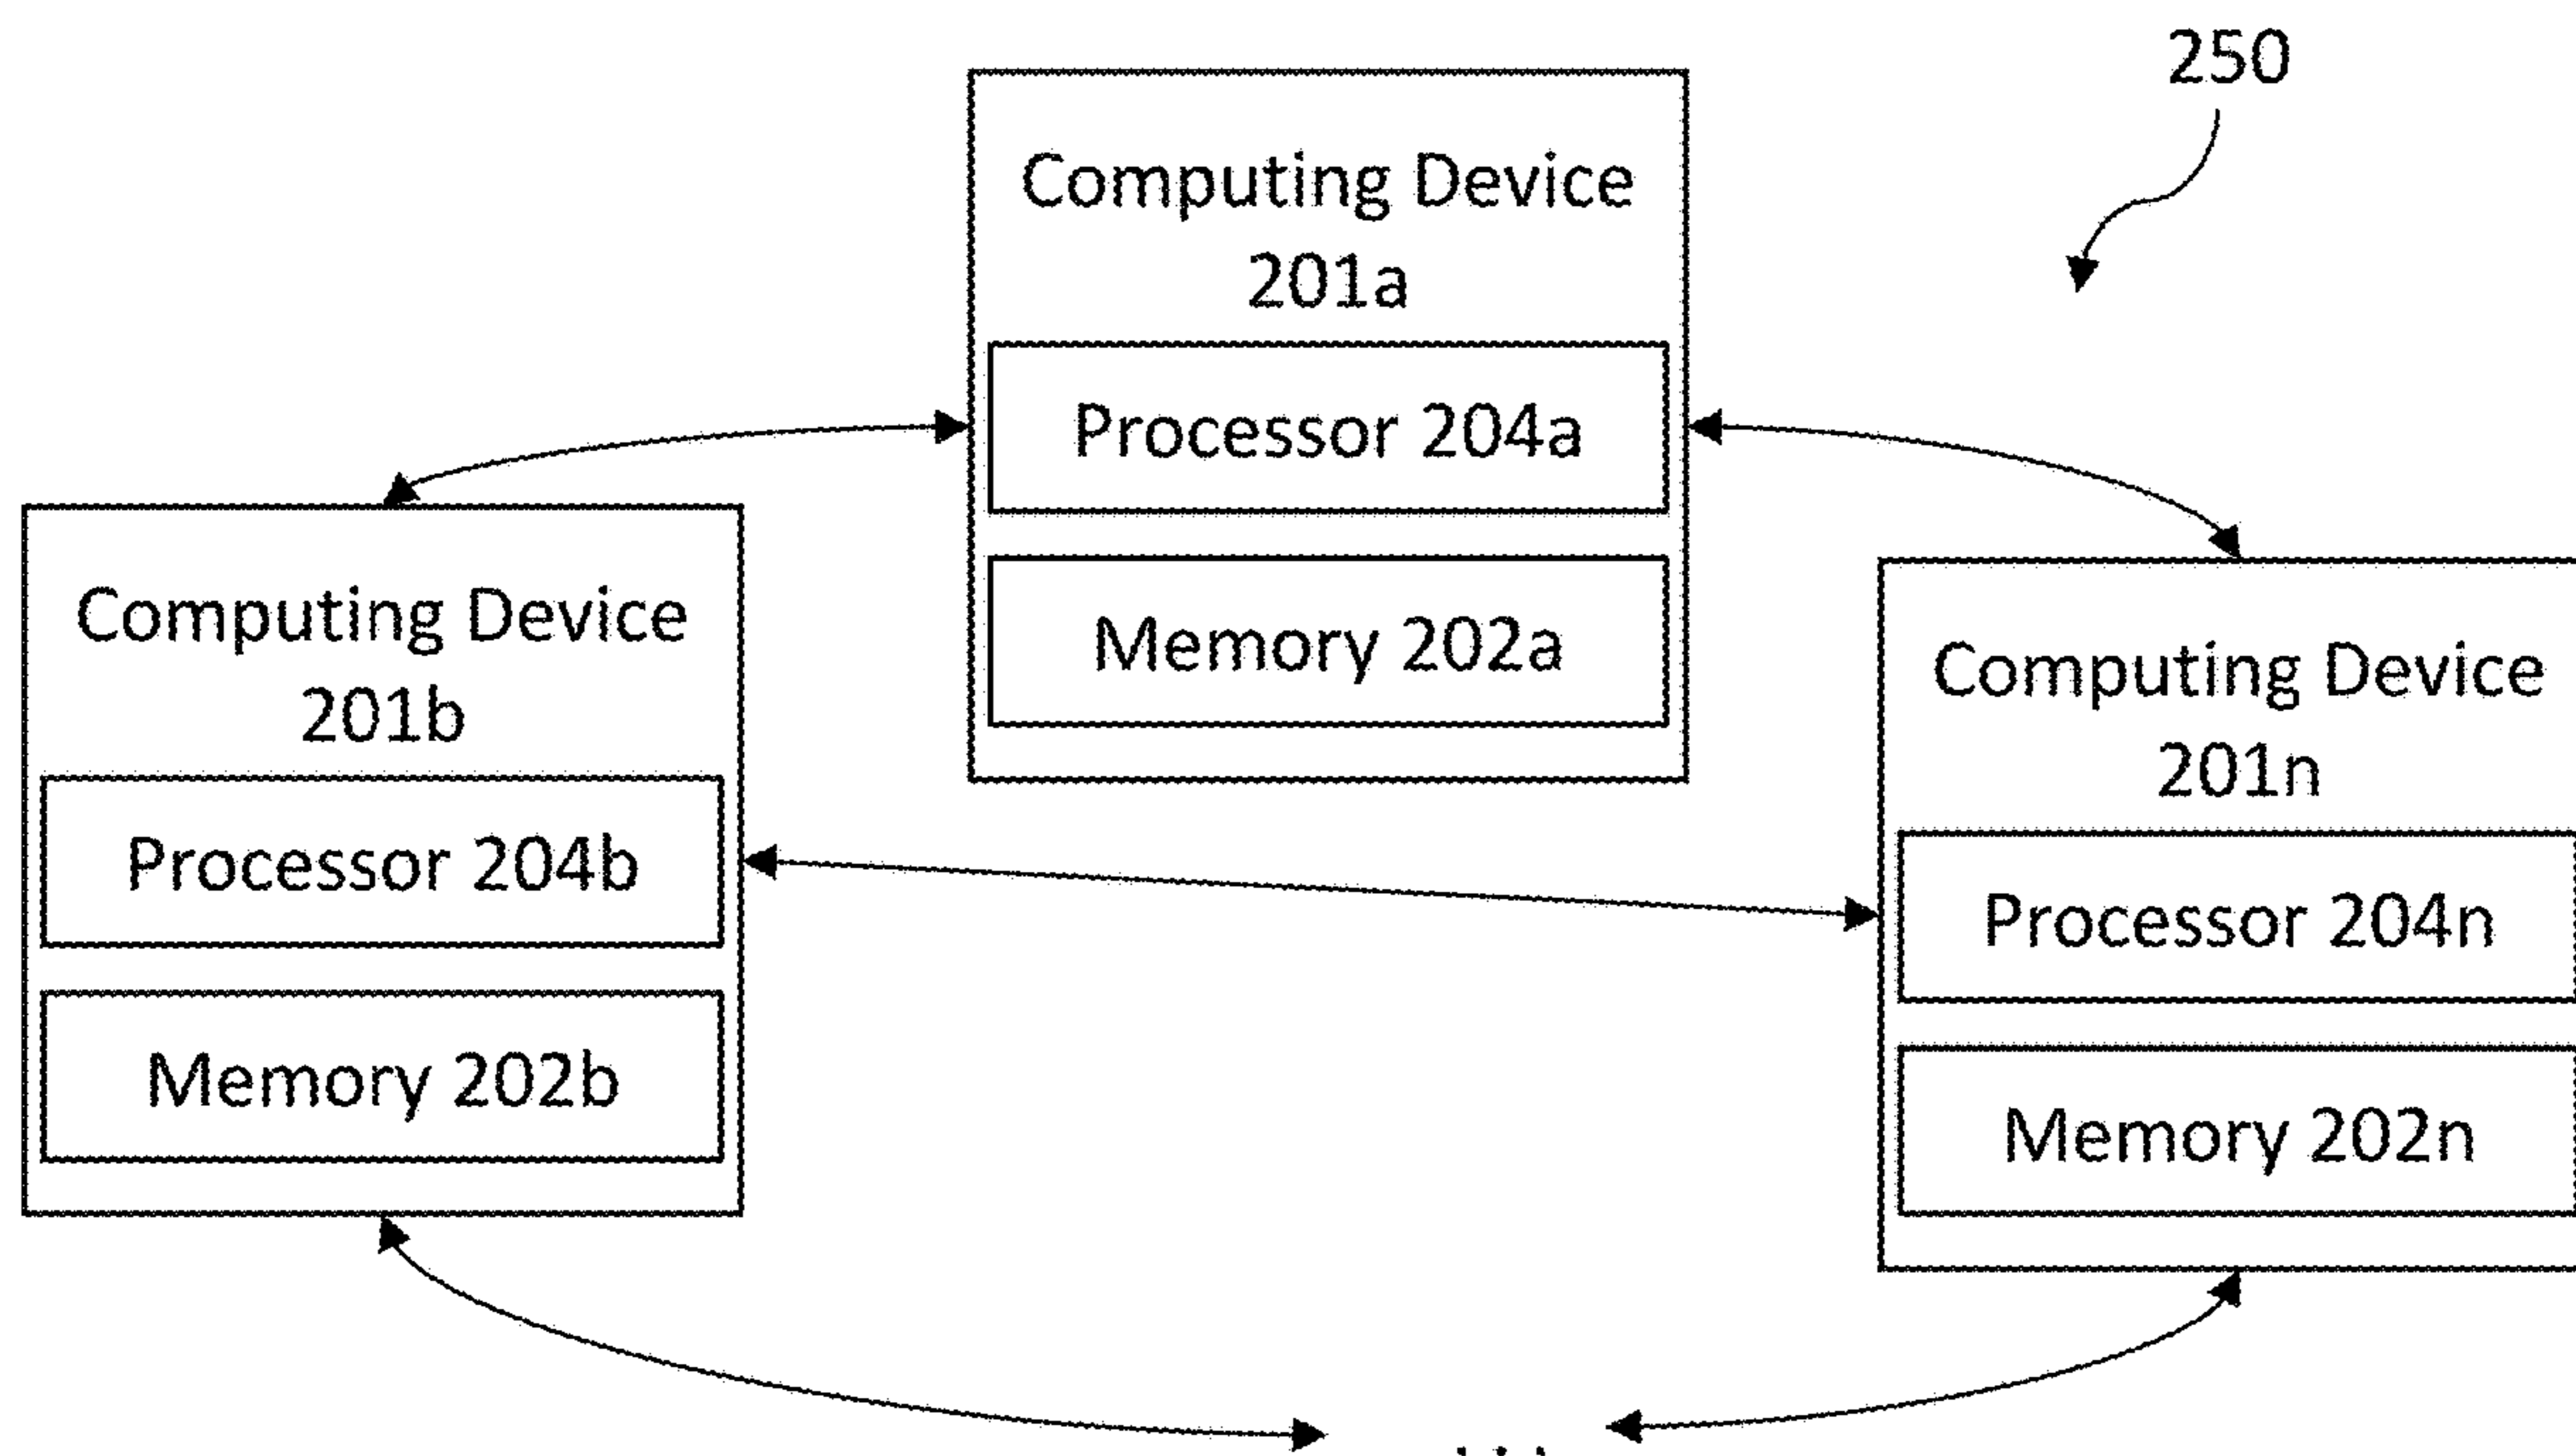 250
Computing Device
201a
Processor 204a
Memory 202a
Computing Device
201b
Processor 204b
Memory 202b
Computing Device
201n
Processor 204n
Memory 202n